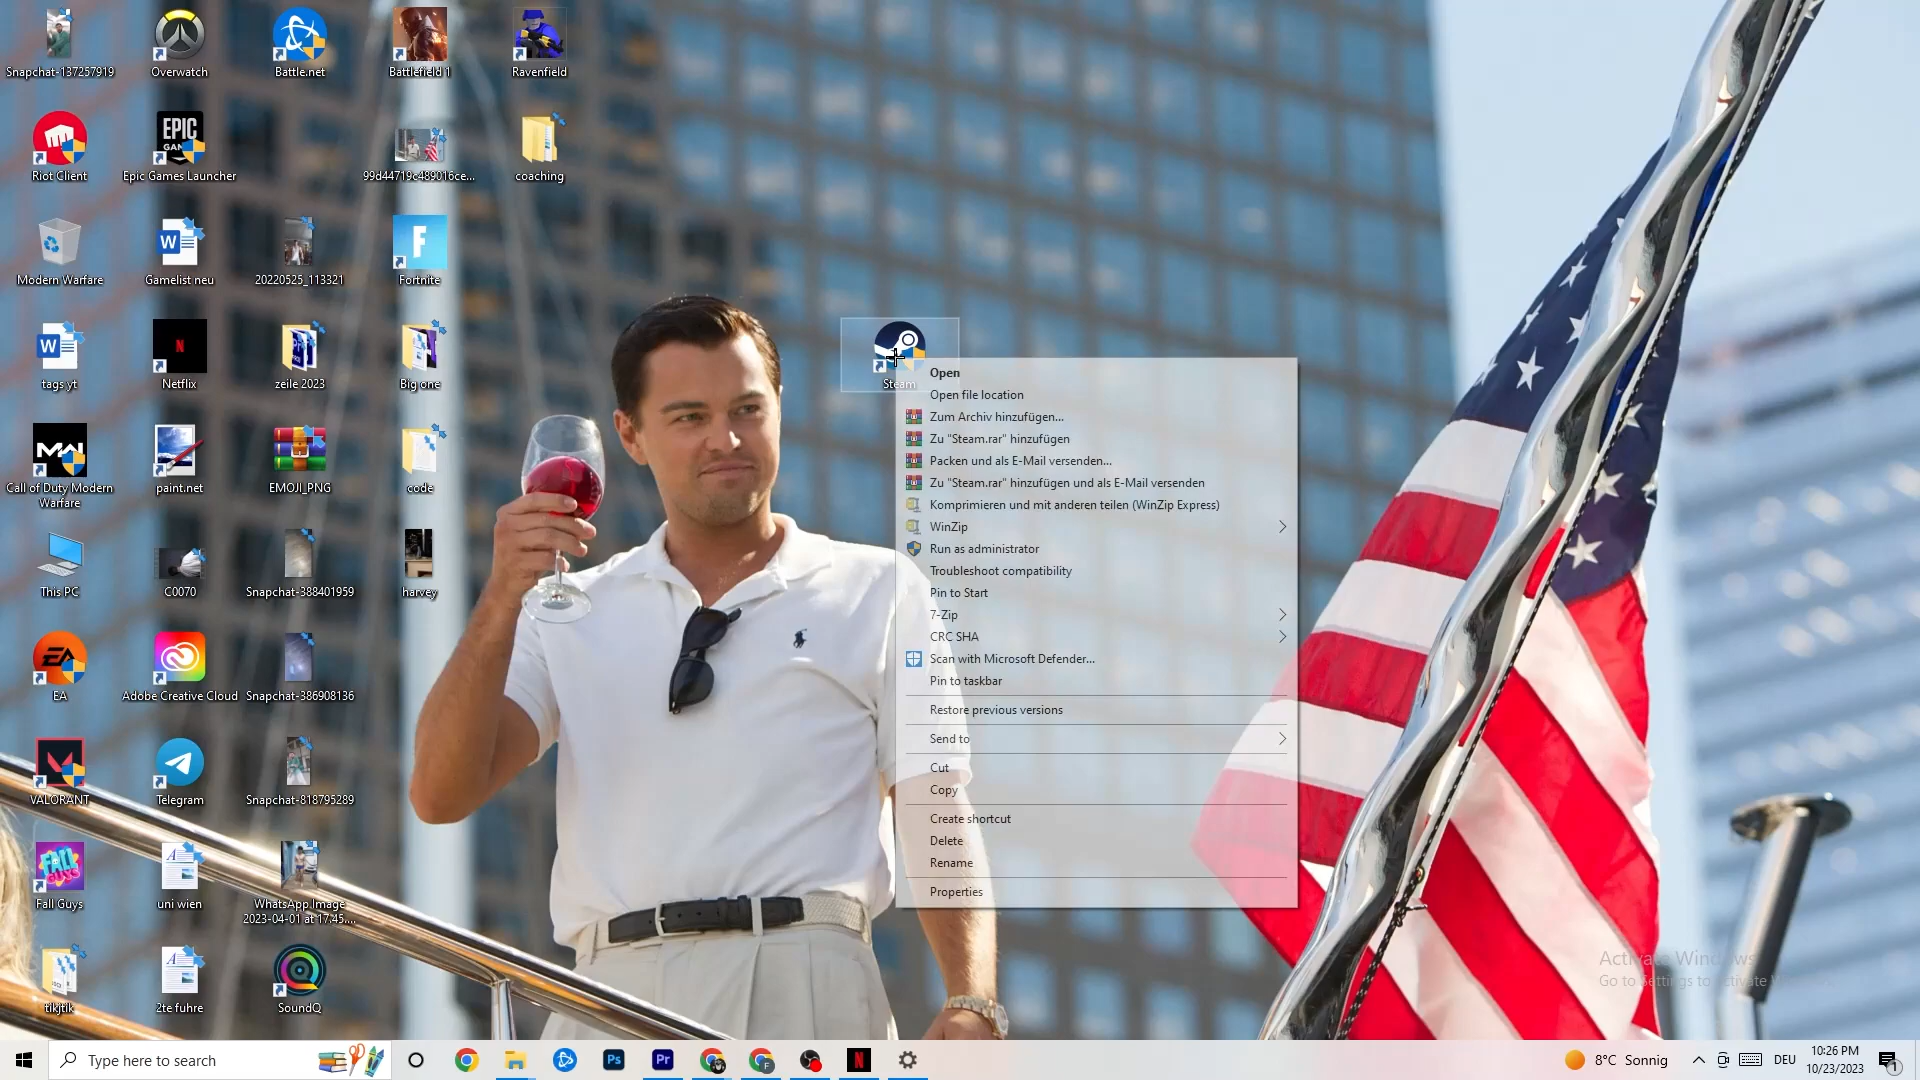 Snapchat-137257919
Overwatch
Battle.net
Battlefield 1
Ravenfield
EPIC
GAMES
Riot Client
Epic Games Launcher
99d44719c489016ce...
coaching
W
F
Modern Warfare
Gamelist neu
20220525_113321
Fortnite
W
N
tags yt
Netflix
zeile 2023
Big one
Steam
Call of Duty Modern
Warfare
paint.net
EMOJI_PNG
code
This PC
C0070
Snapchat-388401959
harvey
EA
EA
Adobe Creative Cloud
Snapchat-386908136
VALORANT
Telegram
Snapchat-818795289
FALL
GUYS
Fall Guys
uni wien
WhatsApp Image
2023-04-01 at 17.45....
tikjtik
2te fuhre
SoundQ
Open
Open file location
Zum Archiv hinzufügen...
Zu "Steam.rar" hinzufügen
Packen und als E-Mail versenden...
Zu "Steam.rar" hinzufügen und als E-Mail versenden
Komprimieren und mit anderen teilen (WinZip Express)
WinZip
Run as administrator
Troubleshoot compatibility
Pin to Start
7-Zip
CRC SHA
Scan with Microsoft Defender...
Pin to taskbar
Restore previous versions
Send to
Cut
Copy
Create shortcut
Delete
Rename
Properties
Activate Windows
Go to Settings to activate
Type here to search
Ps
Pr
F
N
8°C Sonnig
DEU
10:26 PM
10/23/2023
1